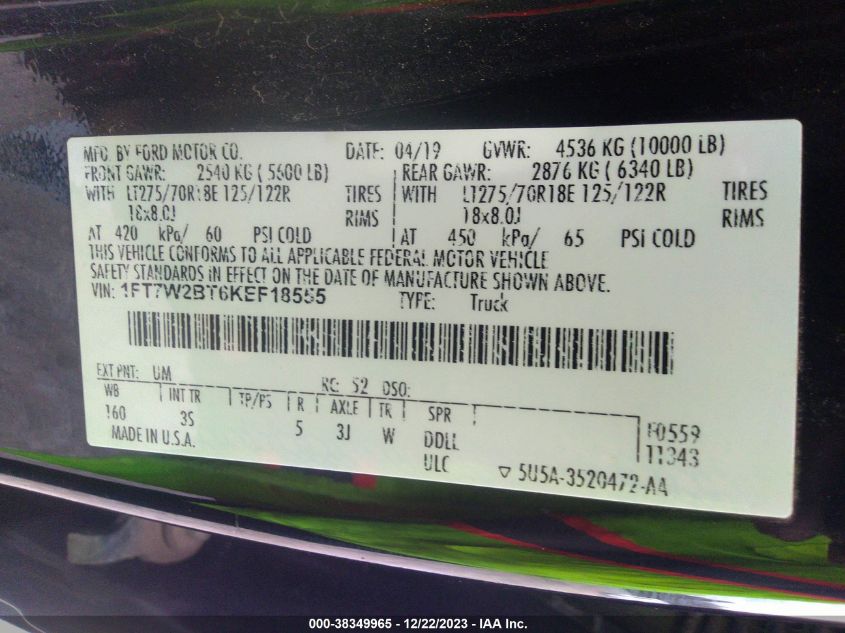 MFD. BY FORD MOTOR CO. DATE: 04/19 GVWR: 4536 KG (10000 LB)
FRONT GAWR: 2540 KG ( 5600 LB) REAR GAWR: 2876 KG ( 6340 LB)
WITH LT275/70R18E 125/122R TIRES WITH LT275/70R18E 125/122R TIRES
18x8.0J RIMS 18x8.0J RIMS
AT 420 kPa/ 60 PSI COLD AT 450 kPa/ 65 PSI COLD
THIS VEHICLE CONFORMS TO ALL APPLICABLE FEDERAL MOTOR VEHICLE
SAFETY STANDARDS IN EFFECT ON THE DATE OF MANUFACTURE SHOWN ABOVE.
VIN: 1FT7W2BT6KEF18555 TYPE: Truck
EXT PNT: UM RC: 52 DSO:
WB INT TR TP/PS R AXLE TR SPR
160 3S 5 3J W DDLL F0559
MADE IN U.S.A. ULC 11343
▽ 5U5A-3520472-AA
000-38349965 - 12/22/2023 - IAA Inc.